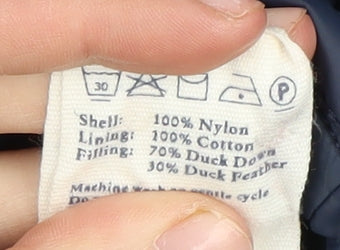 30 P
Shell: 100% Nylon
Lining: 100% Cotton
Filling: 70% Duck Down
30% Duck Feather
Machine wash on gentle cycle